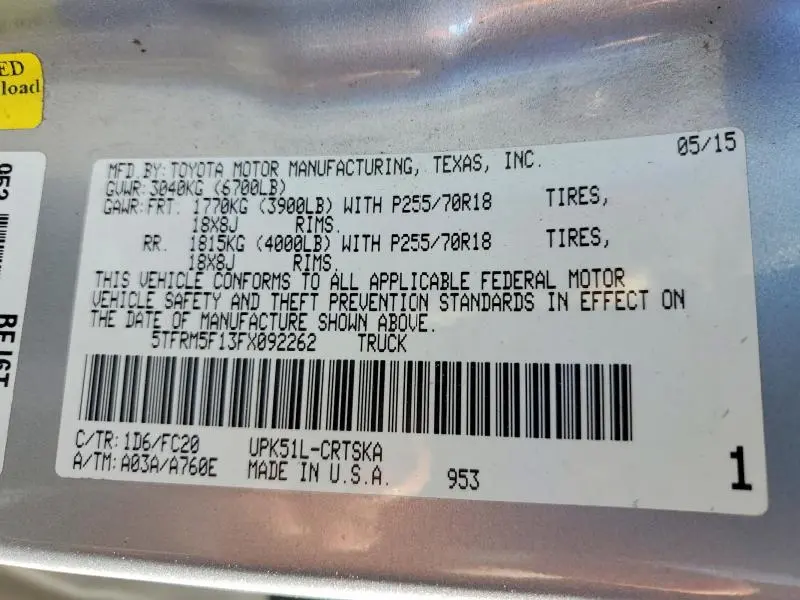 ED
load
952
BEJGT
MFD BY: TOYOTA MOTOR MANUFACTURING, TEXAS, INC. 05/15
GVWR: 3040KG (6700LB)
GAWR: FRT. 1770KG (3900LB) WITH P255/70R18 TIRES,
18X8J RIMS.
RR. 1815KG (4000LB) WITH P255/70R18 TIRES,
18X8J RIMS.
THIS VEHICLE CONFORMS TO ALL APPLICABLE FEDERAL MOTOR
VEHICLE SAFETY AND THEFT PREVENTION STANDARDS IN EFFECT ON
THE DATE OF MANUFACTURE SHOWN ABOVE.
5TFRM5F13FX092262 TRUCK
C/TR: 1D6/FC20 UPK51L-CRTSKA
A/TM: A03A/A760E MADE IN U.S.A. 953 1